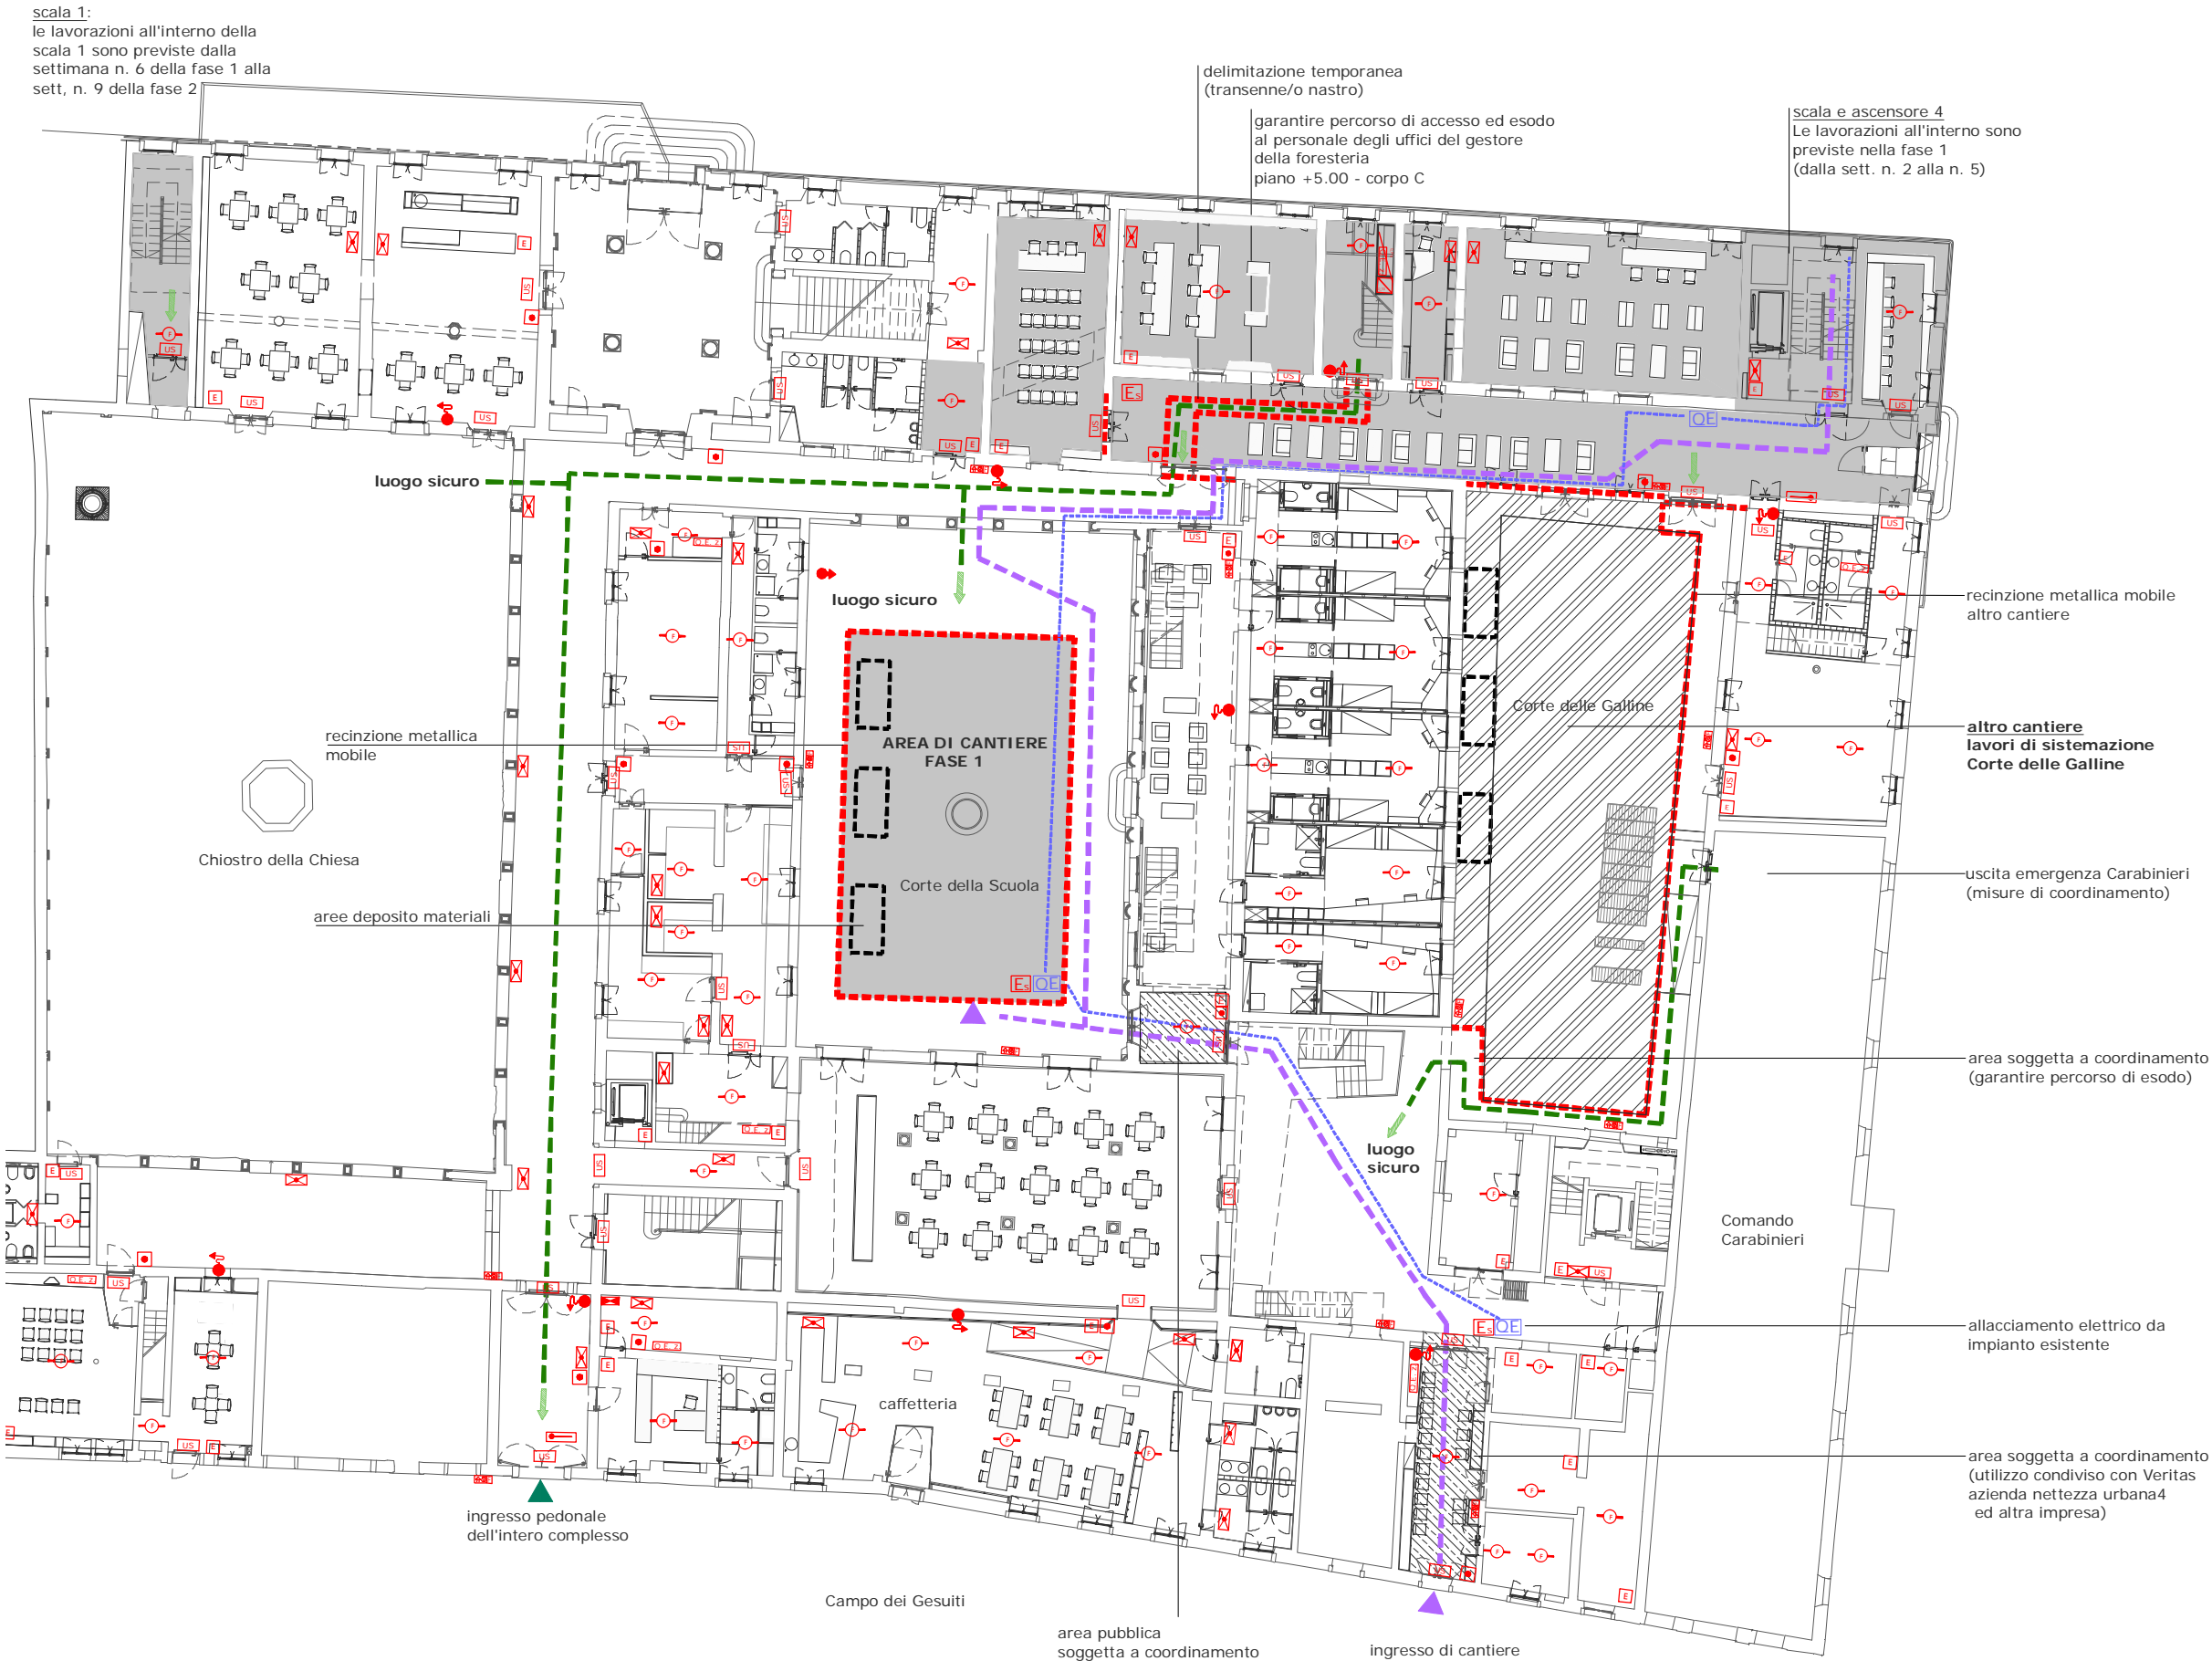 scala 1:
le lavorazioni all'interno della
scala 1 sono previste dalla
settimana n. 6 della fase 1 alla
sett, n. 9 della fase 2
delimitazione temporanea
(transenne/o nastro)
garantire percorso di accesso ed esodo
al personale degli uffici del gestore
della foresteria
piano +5.00 - corpo C
scala e ascensore 4
Le lavorazioni all'interno sono
previste nella fase 1
(dalla sett. n. 2 alla n. 5)
luogo sicuro
luogo sicuro
recinzione metallica
mobile
AREA DI CANTIERE
FASE 1
Corte della Scuola
aree deposito materiali
Chiostro della Chiesa
Corte delle Galline
recinzione metallica mobile
altro cantiere
altro cantiere
lavori di sistemazione
Corte delle Galline
uscita emergenza Carabinieri
(misure di coordinamento)
area soggetta a coordinamento
(garantire percorso di esodo)
luogo
sicuro
Comando
Carabinieri
allacciamento elettrico da
impianto esistente
area soggetta a coordinamento
(utilizzo condiviso con Veritas
azienda nettezza urbana4
ed altra impresa)
caffetteria
ingresso pedonale
dell'intero complesso
Campo dei Gesuiti
area pubblica
soggetta a coordinamento
ingresso di cantiere
Es
QE
Es
QE
Es
QE